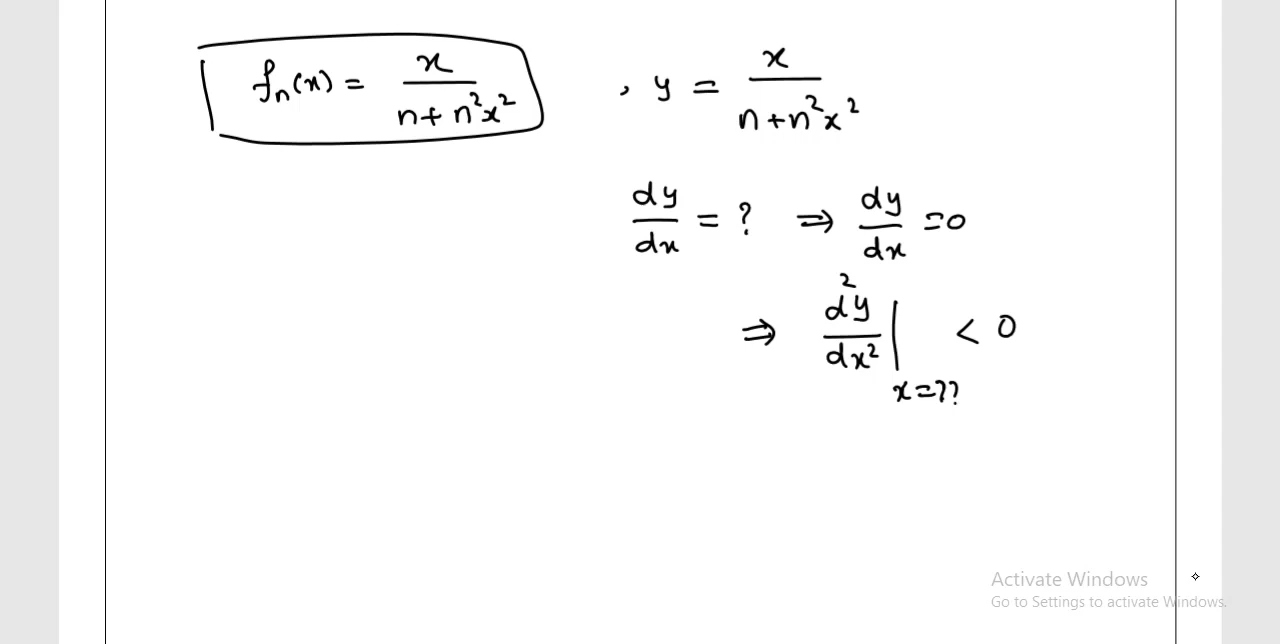 fₙ(x) = x / (n + n²x²) , y = x / (n + n²x²)
dy/dx = ? ⇒ dy/dx = 0
⇒ d²y/dx² | x=?? < 0
Activate Windows
Go to Settings to activate Windows.